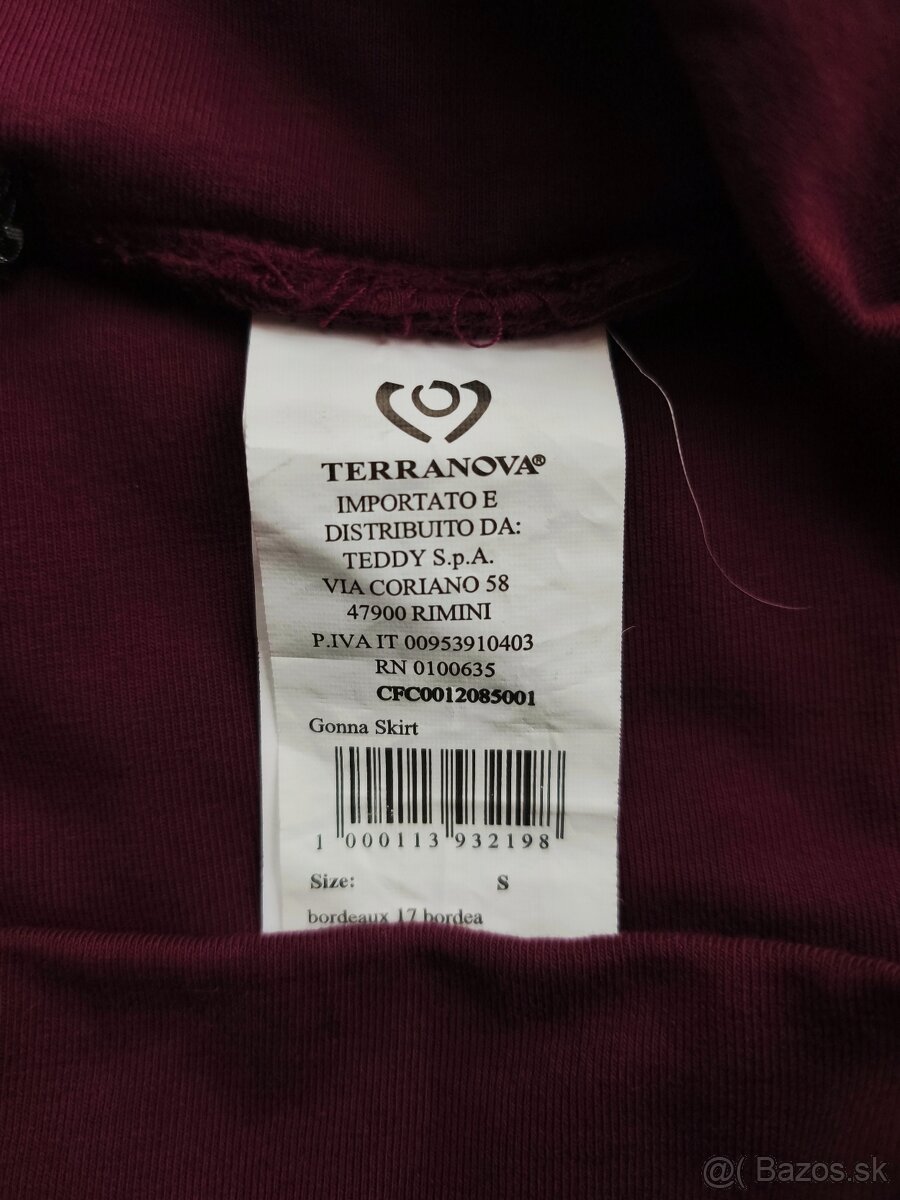 TERRANOVA®
IMPORTATO E
DISTRIBUITO DA:
TEDDY S.p.A.
VIA CORIANO 58
47900 RIMINI
P.IVA IT 00953910403
RN 0100635
CFC0012085001
Gonna Skirt
1 000113 932198
Size: S
bordeaux 17 bordea
@( Bazos.sk